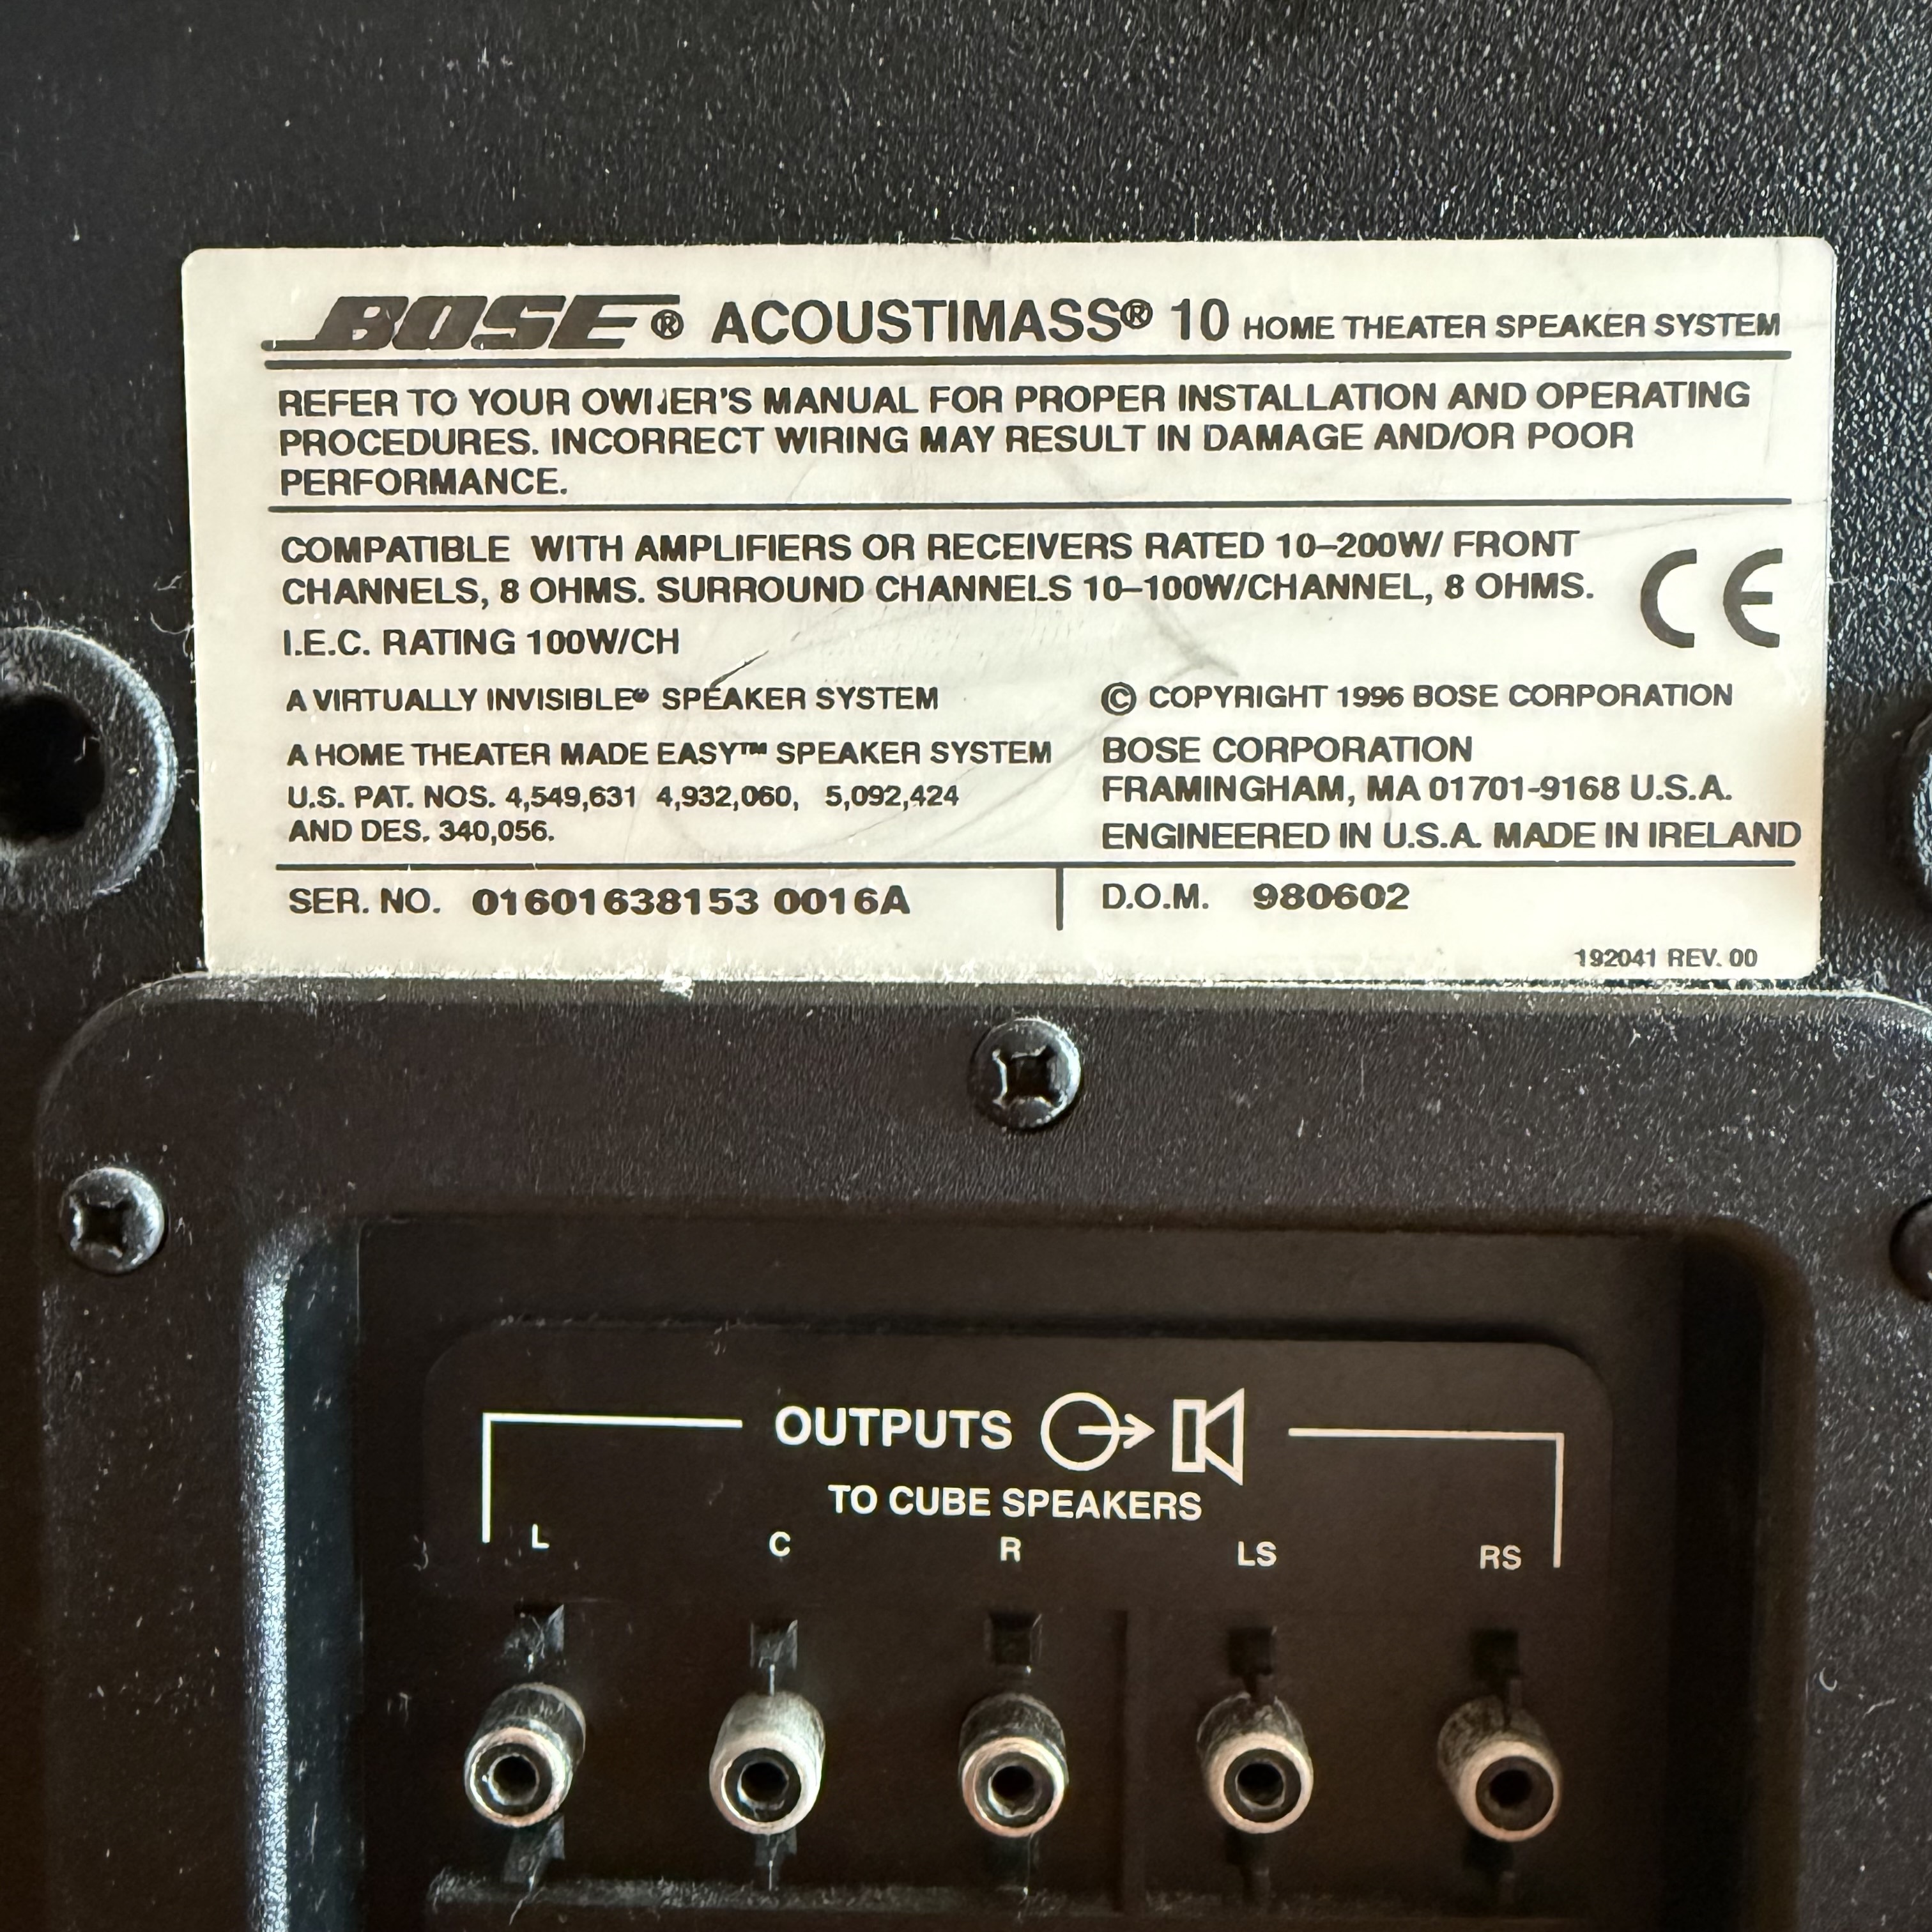 BOSE® ACOUSTIMASS® 10 HOME THEATER SPEAKER SYSTEM
REFER TO YOUR OWNER'S MANUAL FOR PROPER INSTALLATION AND OPERATING
PROCEDURES. INCORRECT WIRING MAY RESULT IN DAMAGE AND/OR POOR
PERFORMANCE.
COMPATIBLE WITH AMPLIFIERS OR RECEIVERS RATED 10–200W/ FRONT
CHANNELS, 8 OHMS. SURROUND CHANNELS 10–100W/CHANNEL, 8 OHMS.
CE
I.E.C. RATING 100W/CH
A VIRTUALLY INVISIBLE® SPEAKER SYSTEM
A HOME THEATER MADE EASY™ SPEAKER SYSTEM
U.S. PAT. NOS. 4,549,631 4,932,060, 5,092,424
AND DES. 340,056.
© COPYRIGHT 1996 BOSE CORPORATION
BOSE CORPORATION
FRAMINGHAM, MA 01701-9168 U.S.A.
ENGINEERED IN U.S.A. MADE IN IRELAND
SER. NO. 01601638153 0016A
D.O.M. 980602
192041 REV. 00
OUTPUTS
TO CUBE SPEAKERS
L C R LS RS